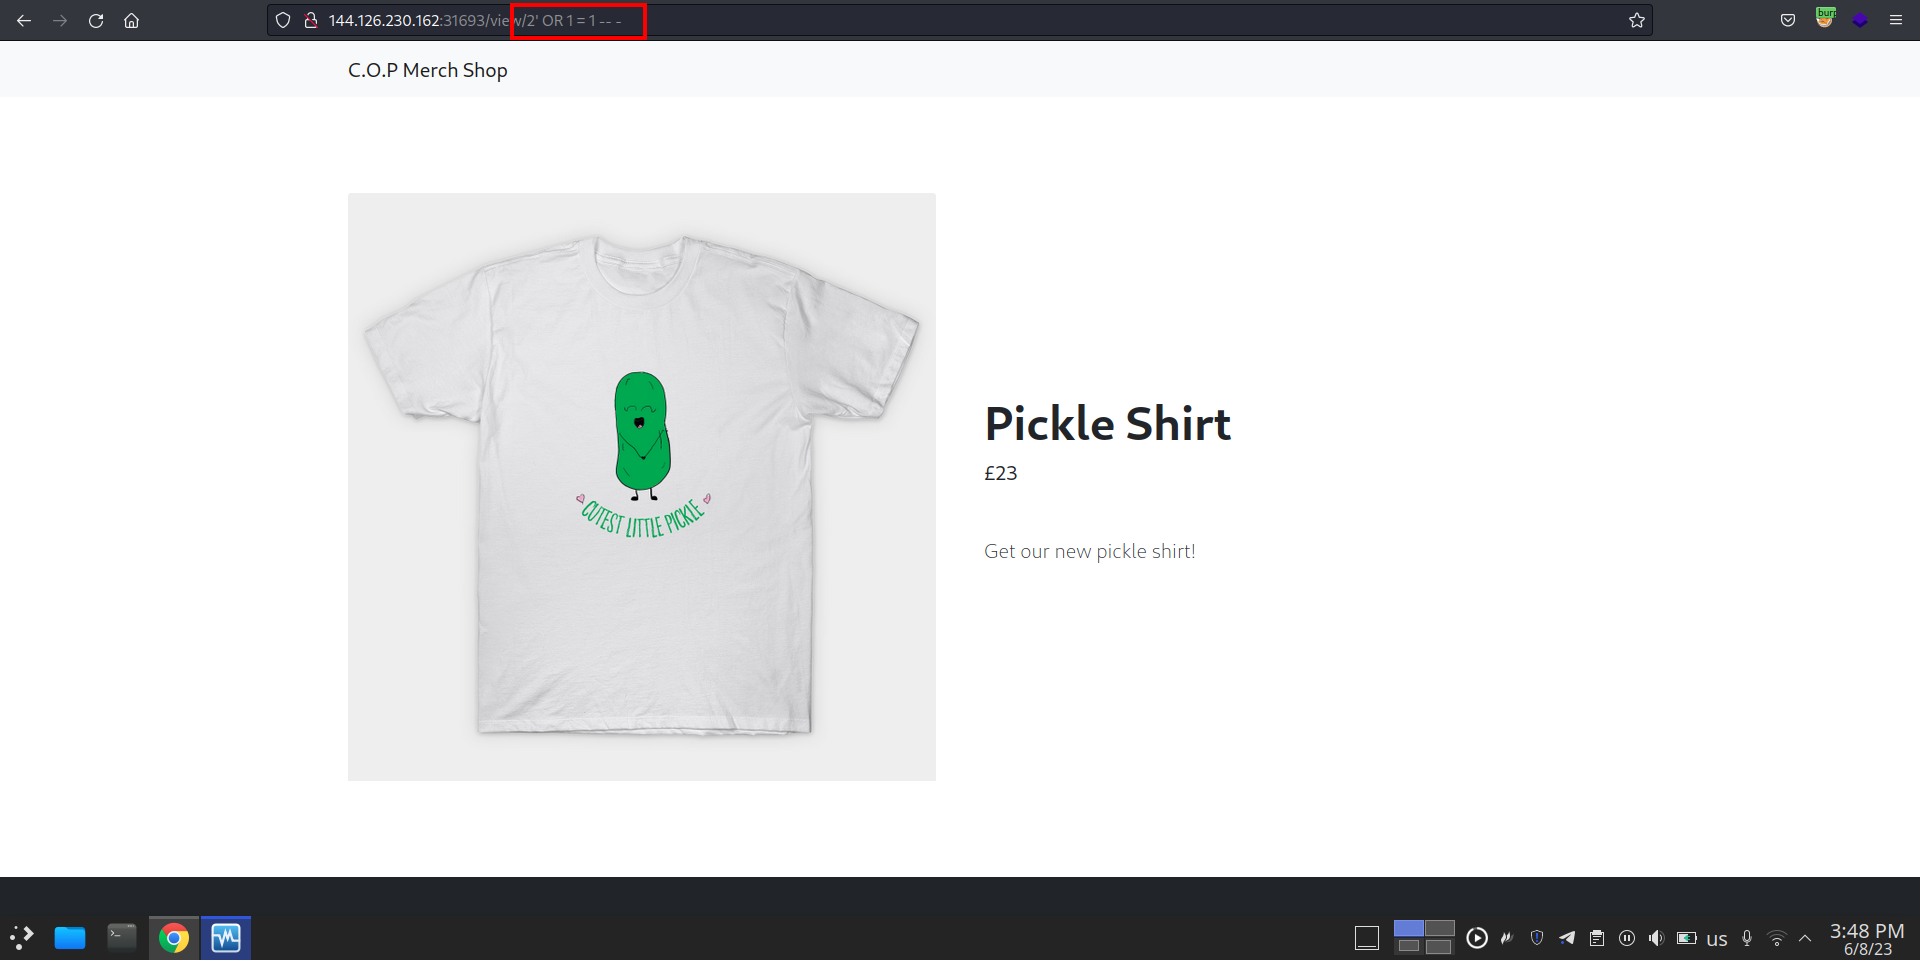 144.126.230.162:31693/view/2' OR 1 = 1 -- -
C.O.P Merch Shop
CUTEST LITTLE PICKLE
Pickle Shirt
£23
Get our new pickle shirt!
us
3:48 PM
6/8/23